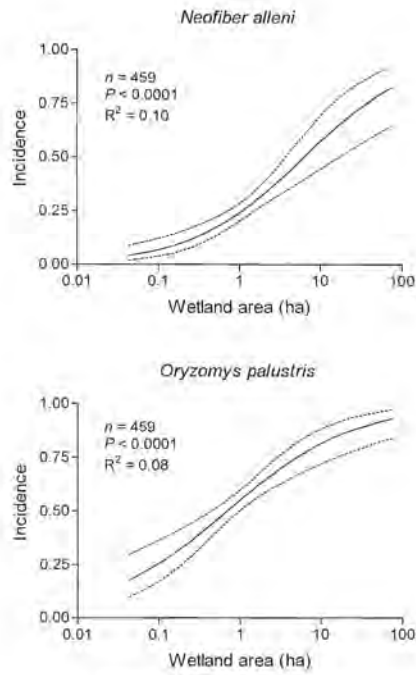 Neofiber alleni
1.00
n = 459
P < 0.0001
R² = 0.10
0.75
Incidence
0.50
0.25
0.00
0.01 0.1 1 10 100
Wetland area (ha)
Oryzomys palustris
1.00
n = 459
P < 0.0001
R² = 0.08
0.75
Incidence
0.50
0.25
0.00
0.01 0.1 1 10 100
Wetland area (ha)